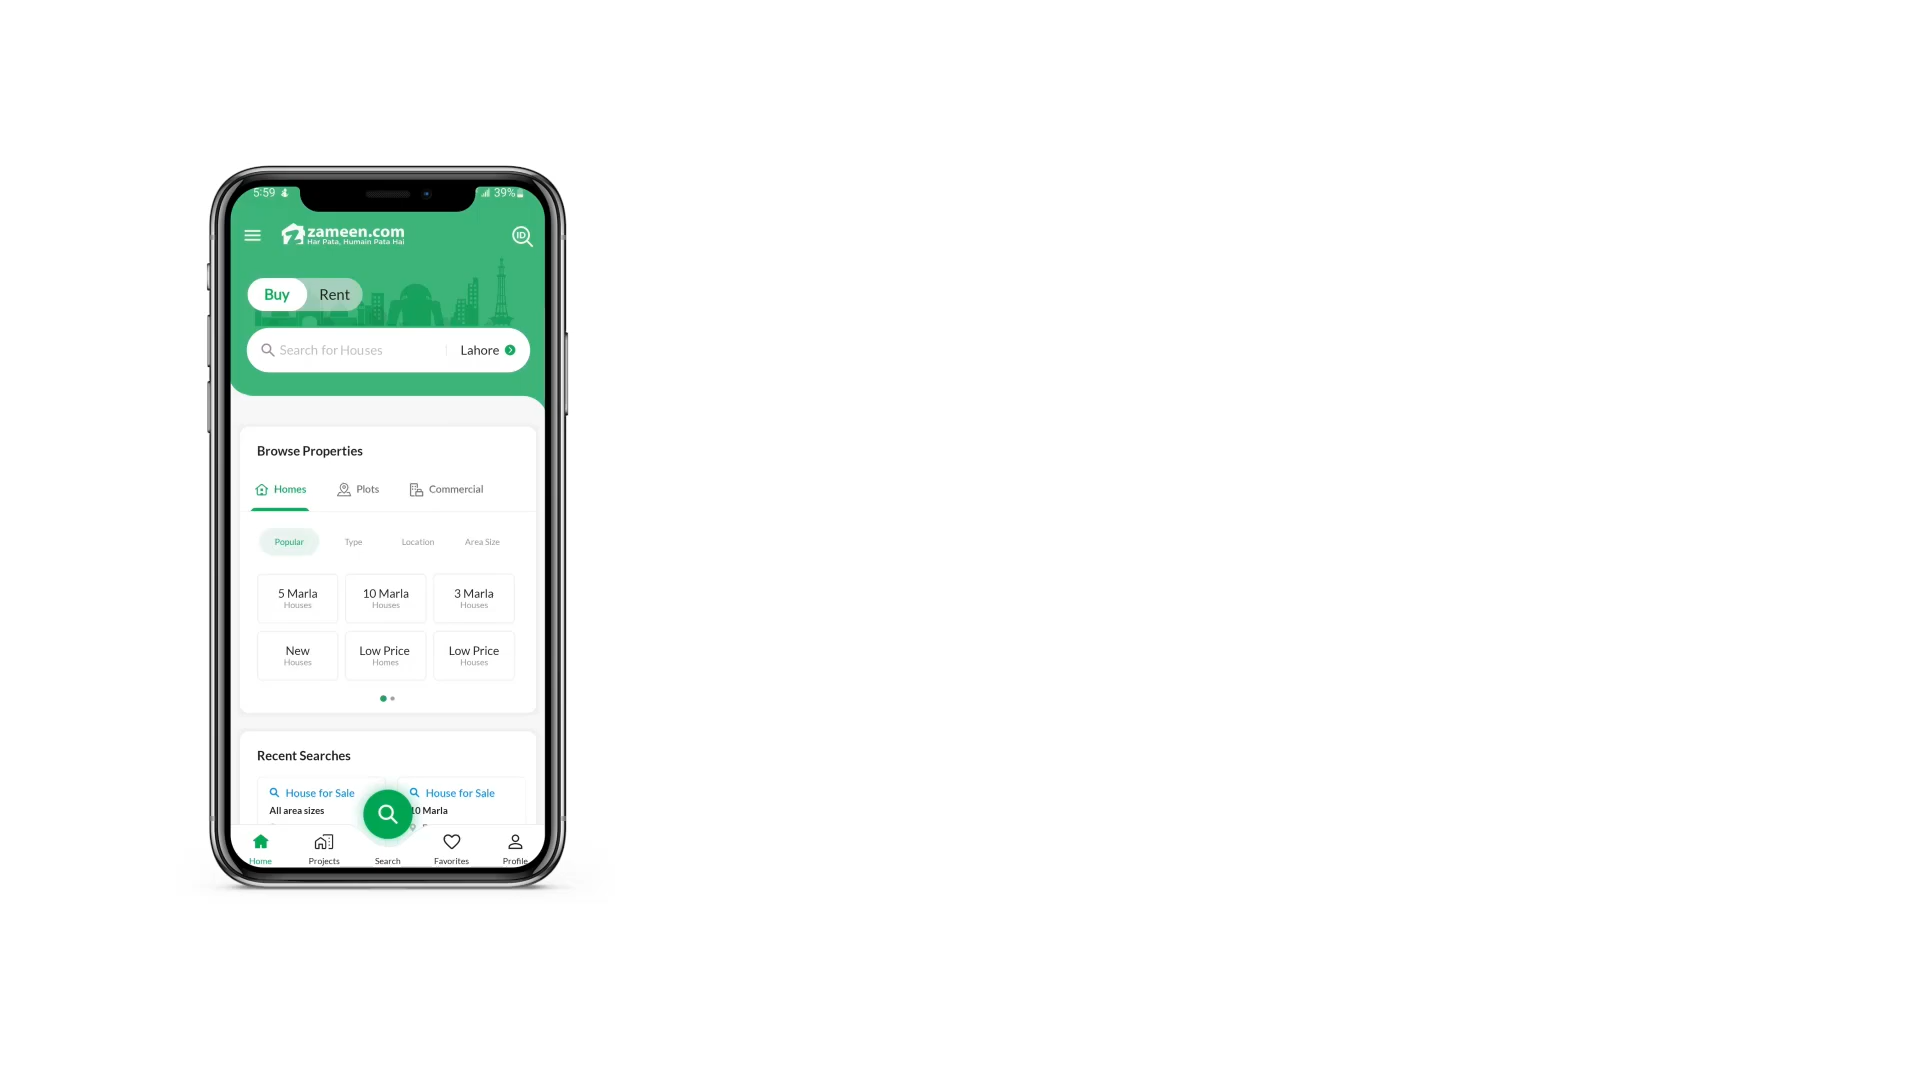 5:59
39%
zameen.com
Har Pata, Humain Pata Hai
ID
Buy
Rent
Search for Houses
Lahore
Browse Properties
Homes
Plots
Commercial
Popular
Type
Location
Area Size
5 Marla
Houses
10 Marla
Houses
3 Marla
Houses
New
Houses
Low Price
Homes
Low Price
Houses
Recent Searches
House for Sale
All area sizes
House for Sale
10 Marla
Home
Projects
Search
Favorites
Profile